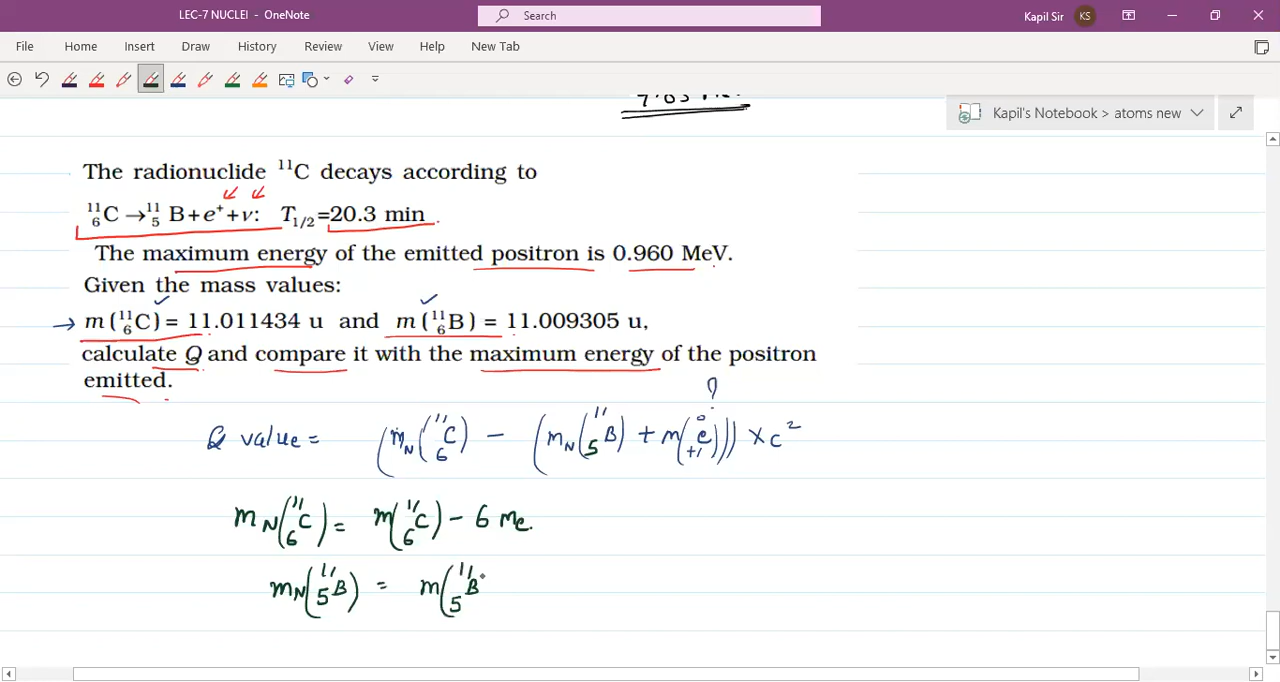 LEC-7 NUCLEI - OneNote
Search
Kapil Sir KS
File Home Insert Draw History Review View Help New Tab
Kapil's Notebook > atoms new
The radionuclide ¹¹C decays according to
¹¹₆C → ¹¹₅B + e⁺ + ν: T₁/₂ = 20.3 min
The maximum energy of the emitted positron is 0.960 MeV.
Given the mass values:
→ m(¹¹₆C) = 11.011434 u and m(¹¹₆B) = 11.009305 u,
calculate Q and compare it with the maximum energy of the positron
emitted.
?
Q value = (m_N(¹¹₆C) − (m_N(¹¹₅B) + m(⁰₊₁e))) × c²
m_N(¹¹₆C) = m(¹¹₆C) − 6 me.
m_N(¹¹₅B) = m(¹¹₅B